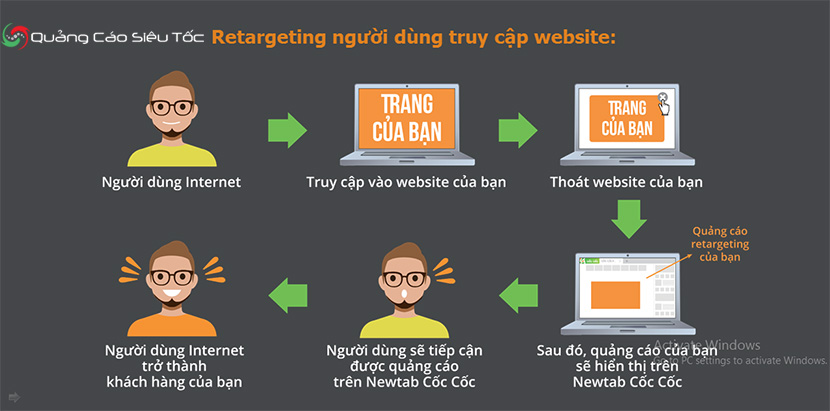 Quảng Cáo Siêu Tốc
Retargeting người dùng truy cập website:
TRANG
CỦA BẠN
TRANG
CỦA BẠN
Người dùng Internet
Truy cập vào website của bạn
Thoát website của bạn
Quảng cáo
retargeting
của bạn
Người dùng Internet
trở thành
khách hàng của bạn
Người dùng sẽ tiếp cận
được quảng cáo
trên Newtab Cốc Cốc
Sau đó, quảng cáo của bạn
sẽ hiển thị trên
Newtab Cốc Cốc
Activate Windows
Go to PC settings to activate Windows.